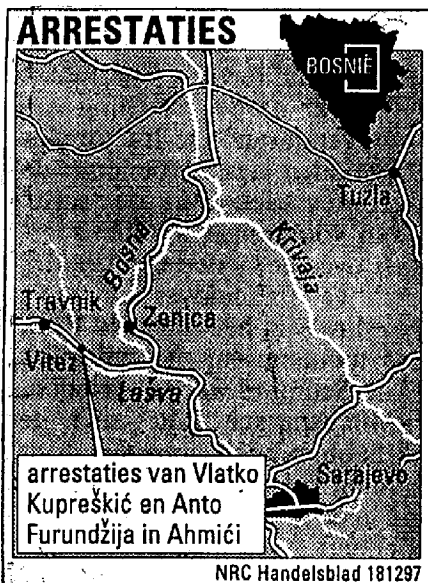 ARRESTATIES
BOSNIË
Tuzla
Bosna
Krivaja
Travnik
Zenica
Vitez
Lašva
Sarajevo
arrestaties van Vlatko
Kupreškić en Anto
Furundžija in Ahmići
NRC Handelsblad 181297